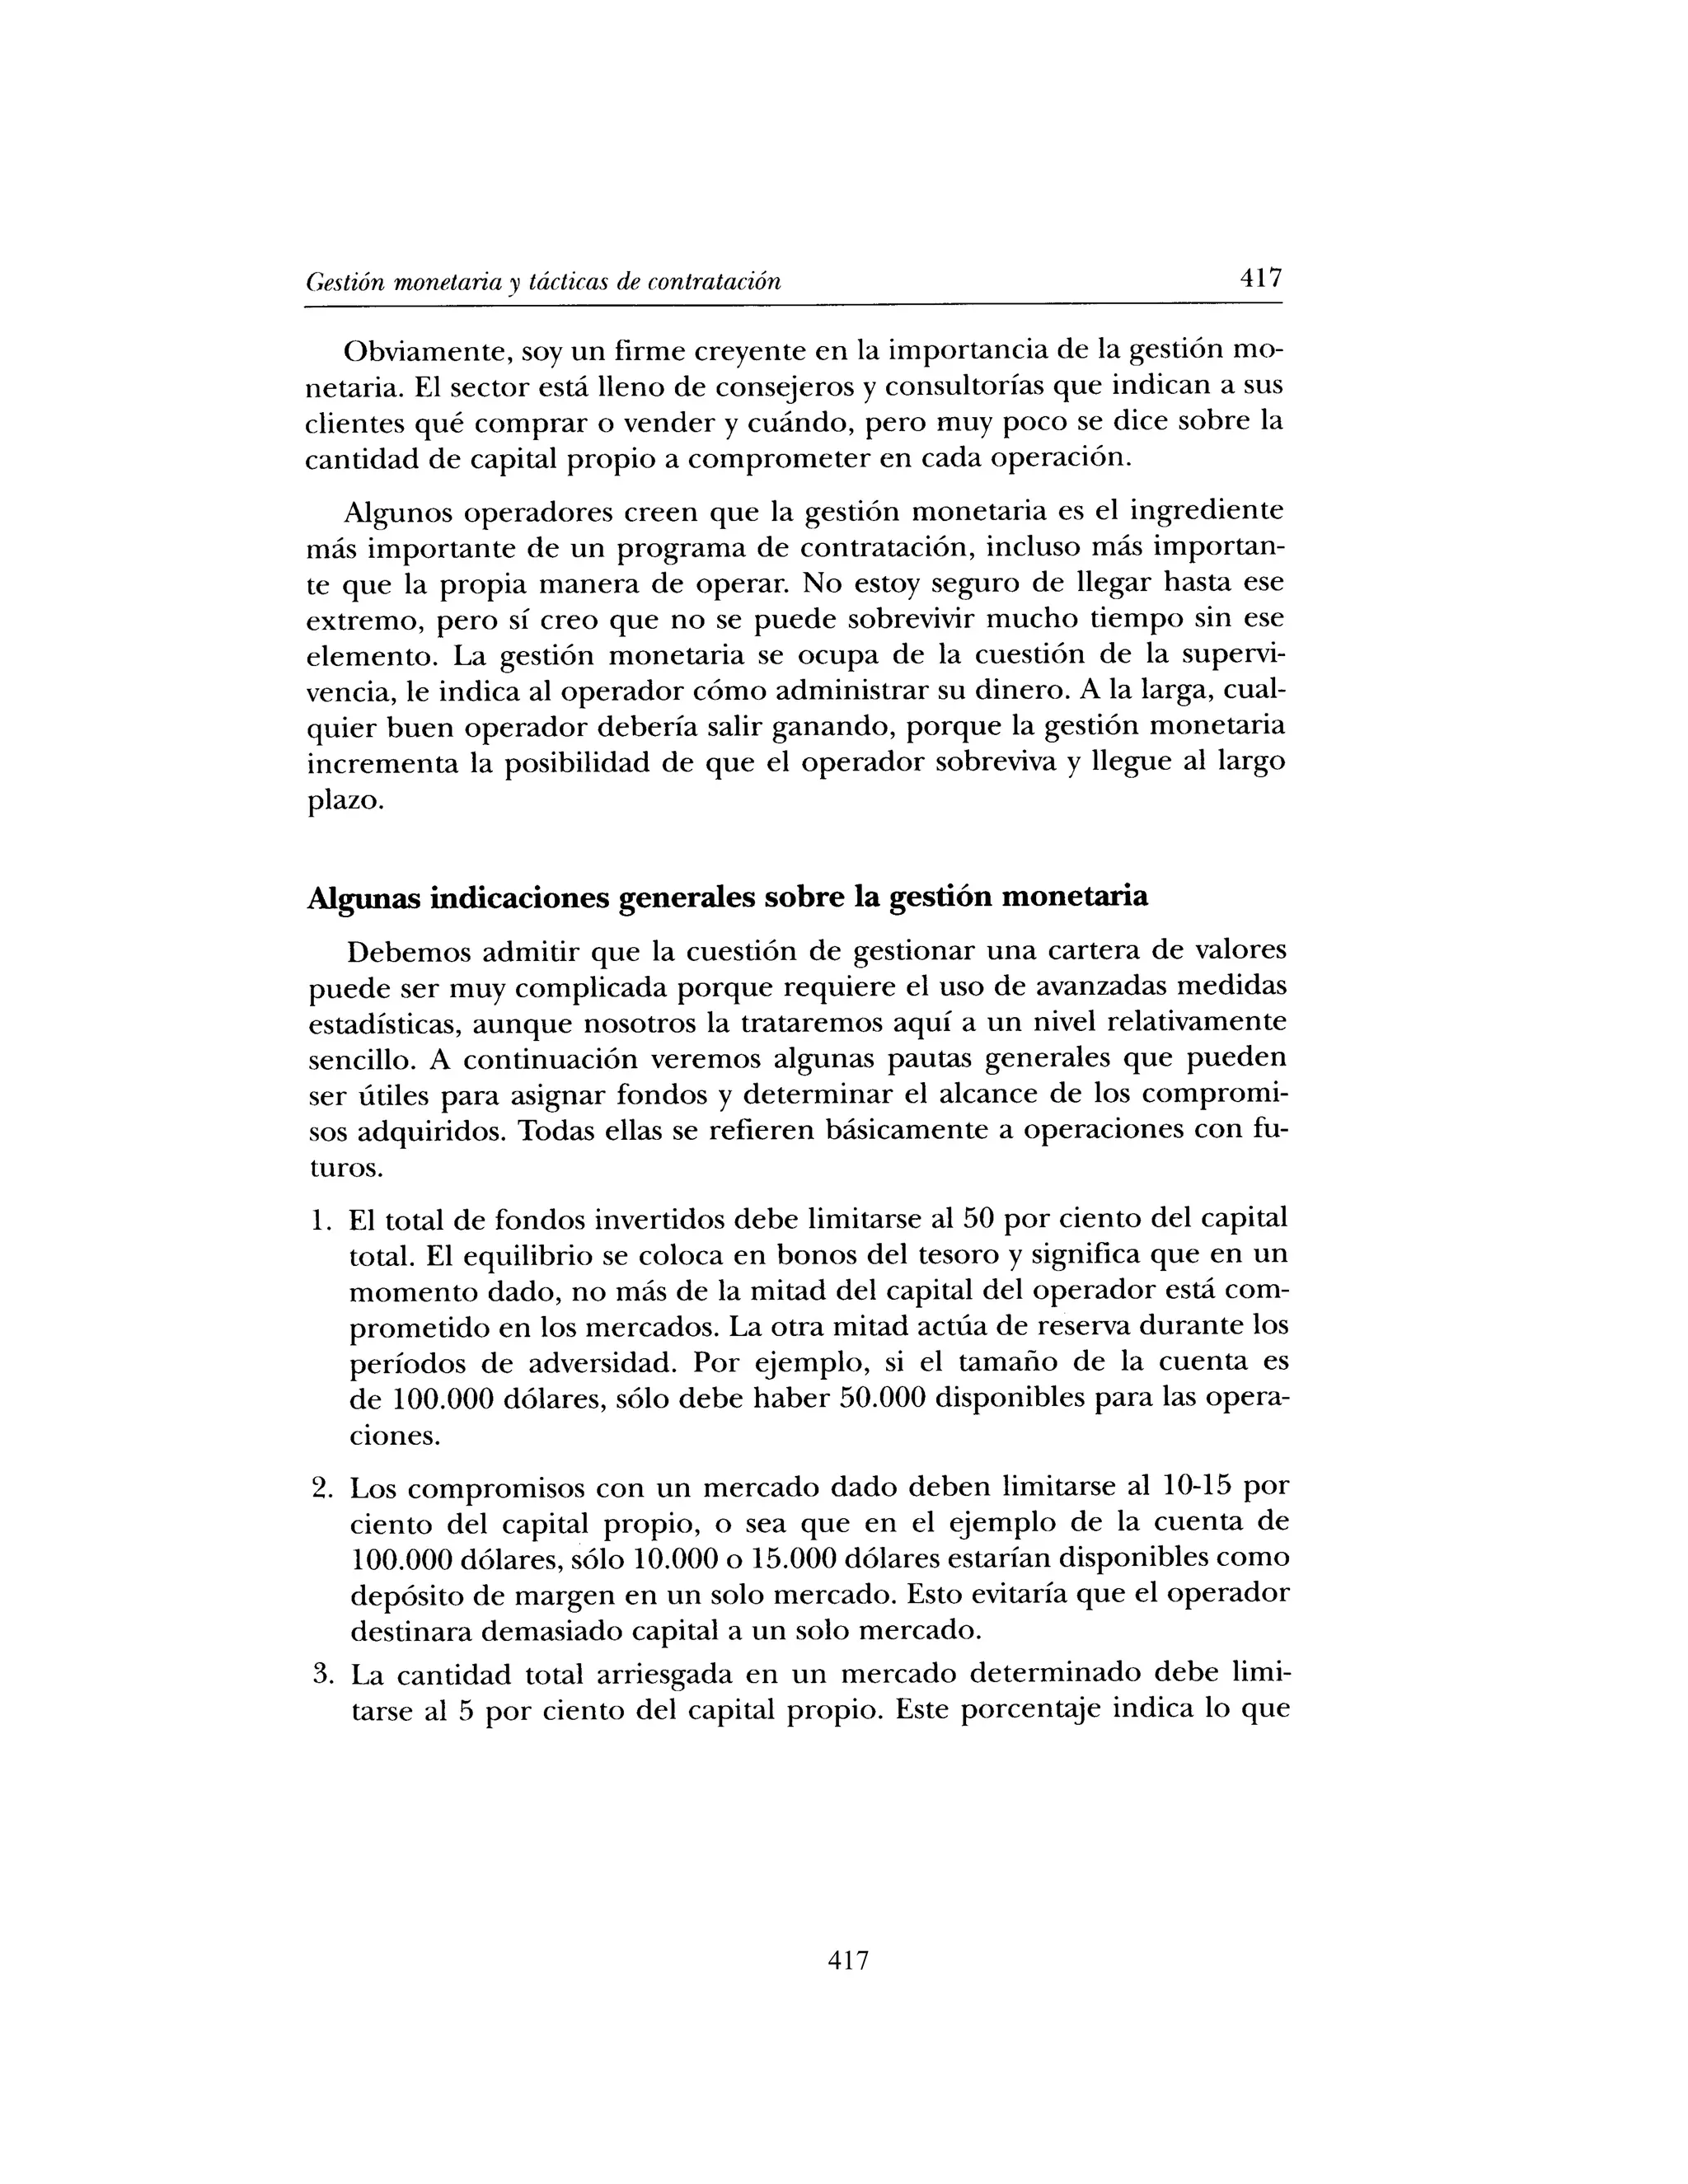 Gestión monetaria y tácticas de contratación 417
Obviamente, soy un firme creyente en la importancia de la gestión mo-
netaria. El sector está lleno de consejeros y consultorías que indican a sus
clientes qué comprar o vender y cuándo, pero muy poco se dice sobre la
cantidad de capital propio a comprometer en cada operación.
Algunos operadores creen que la gestión monetaria es el ingrediente
más importante de un programa de contratación, incluso más importan-
te que la propia manera de operar. No estoy seguro de llegar hasta ese
extremo, pero sí creo que no se puede sobrevivir mucho tiempo sin ese
elemento. La gestión monetaria se ocupa de la cuestión de la supervi-
vencia, le indica al operador cómo administrar su dinero. A la larga, cual-
quier buen operador debería salir ganando, porque la gestión monetaria
incrementa la posibilidad de que el operador sobreviva y llegue al largo
plazo.
Algunas indicaciones generales sobre la gestión monetaria
Debemos admitir que la cuestión de gestionar una cartera de valores
puede ser muy complicada porque requiere el uso de avanzadas medidas
estadísticas, aunque nosotros la trataremos aquí a un nivel relativamente
sencillo. A continuación veremos algunas pautas generales que pueden
ser útiles para asignar fondos y determinar el alcance de los compromi-
sos adquiridos. Todas ellas se refieren básicamente a operaciones con fu-
turos.
1. El total de fondos invertidos debe limitarse al 50 por ciento del capital
total. El equilibrio se coloca en bonos del tesoro y significa que en un
momento dado, no más de la mitad del capital del operador está com-
prometido en los mercados. La otra mitad actúa de reserva durante los
períodos de adversidad. Por ejemplo, si el tamaño de la cuenta es
de 100.000 dólares, sólo debe haber 50.000 disponibles para las opera-
ciones.
2. Los compromisos con un mercado dado deben limitarse al 10-15 por
ciento del capital propio, o sea que en el ejemplo de la cuenta de
100.000 dólares, sólo 10.000 o 15.000 dólares estarían disponibles como
depósito de margen en un solo mercado. Esto evitaría que el operador
destinara demasiado capital a un solo mercado.
3. La cantidad total arriesgada en un mercado determinado debe limi-
tarse al 5 por ciento del capital propio. Este porcentaje indica lo que
417